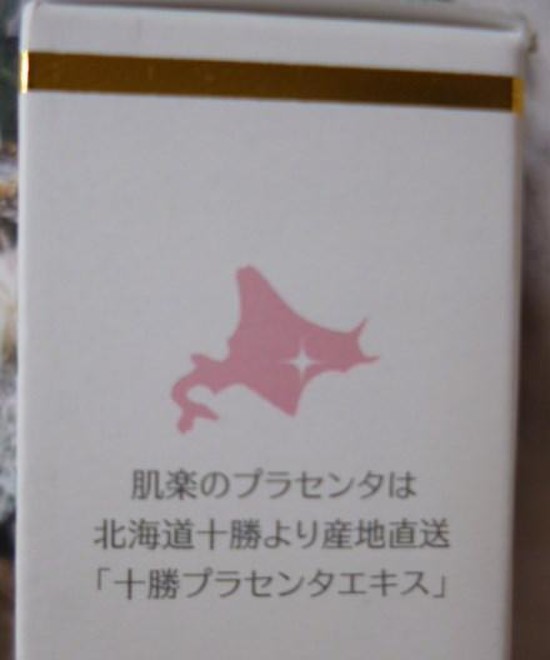 肌楽のプラセンタは
北海道十勝より産地直送
「十勝プラセンタエキス」